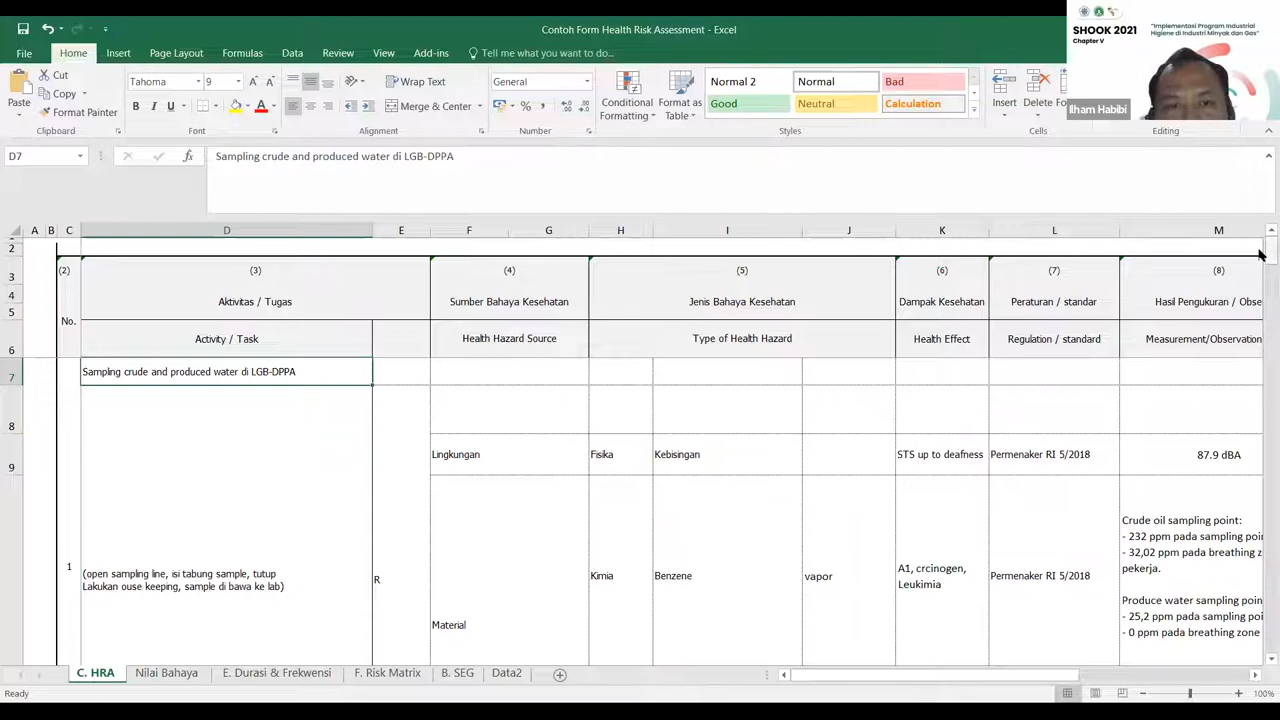 Contoh Form Health Risk Assessment - Excel
File Home Insert Page Layout Formulas Data Review View Add-ins Tell me what you want to do...
SHOOK 2021
Chapter V
"Implementasi Program Industrial
Higiene di Industri Minyak dan Gas"
Ilham Habibi
Paste
Cut
Copy
Format Painter
Clipboard
Tahoma 9
B I U
Font
Wrap Text
Merge & Center
Alignment
General
Number
Conditional Formatting
Format as Table
Normal 2 Normal Bad
Good Neutral Calculation
Styles
Insert Delete
Cells
Editing
D7 fx Sampling crude and produced water di LGB-DPPA
A B C D E F G H I J K L M
2
3 (2) (3) (4) (5) (6) (7) (8)
4 Aktivitas / Tugas Sumber Bahaya Kesehatan Jenis Bahaya Kesehatan Dampak Kesehatan Peraturan / standar Hasil Pengukuran / Obse
5 No.
6 Activity / Task Health Hazard Source Type of Health Hazard Health Effect Regulation / standard Measurement/Observation
7 Sampling crude and produced water di LGB-DPPA
8
9 Lingkungan Fisika Kebisingan STS up to deafness Permenaker RI 5/2018 87.9 dBA
1
(open sampling line, isi tabung sample, tutup
Lakukan ouse keeping, sample di bawa ke lab)
R
Material
Kimia Benzene vapor
A1, crcinogen,
Leukimia
Permenaker RI 5/2018
Crude oil sampling point:
- 232 ppm pada sampling poi
- 32,02 ppm pada breathing z
pekerja.
Produce water sampling poin
- 25,2 ppm pada sampling poi
- 0 ppm pada breathing zone
C. HRA Nilai Bahaya E. Durasi & Frekwensi F. Risk Matrix B. SEG Data2
Ready 100%